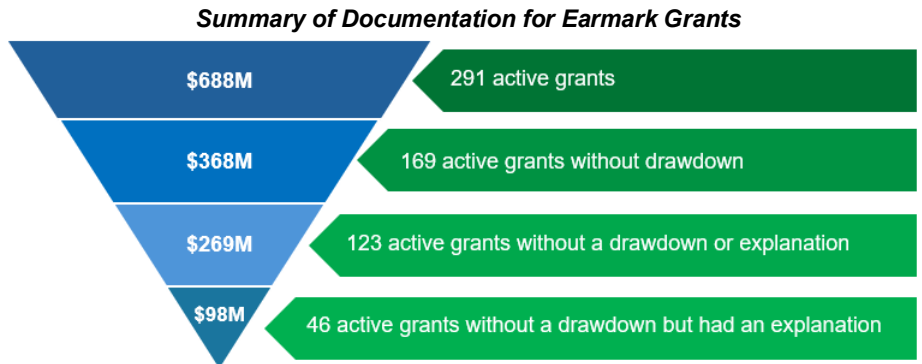 Summary of Documentation for Earmark Grants
$688M
291 active grants
$368M
169 active grants without drawdown
$269M
123 active grants without a drawdown or explanation
$98M
46 active grants without a drawdown but had an explanation